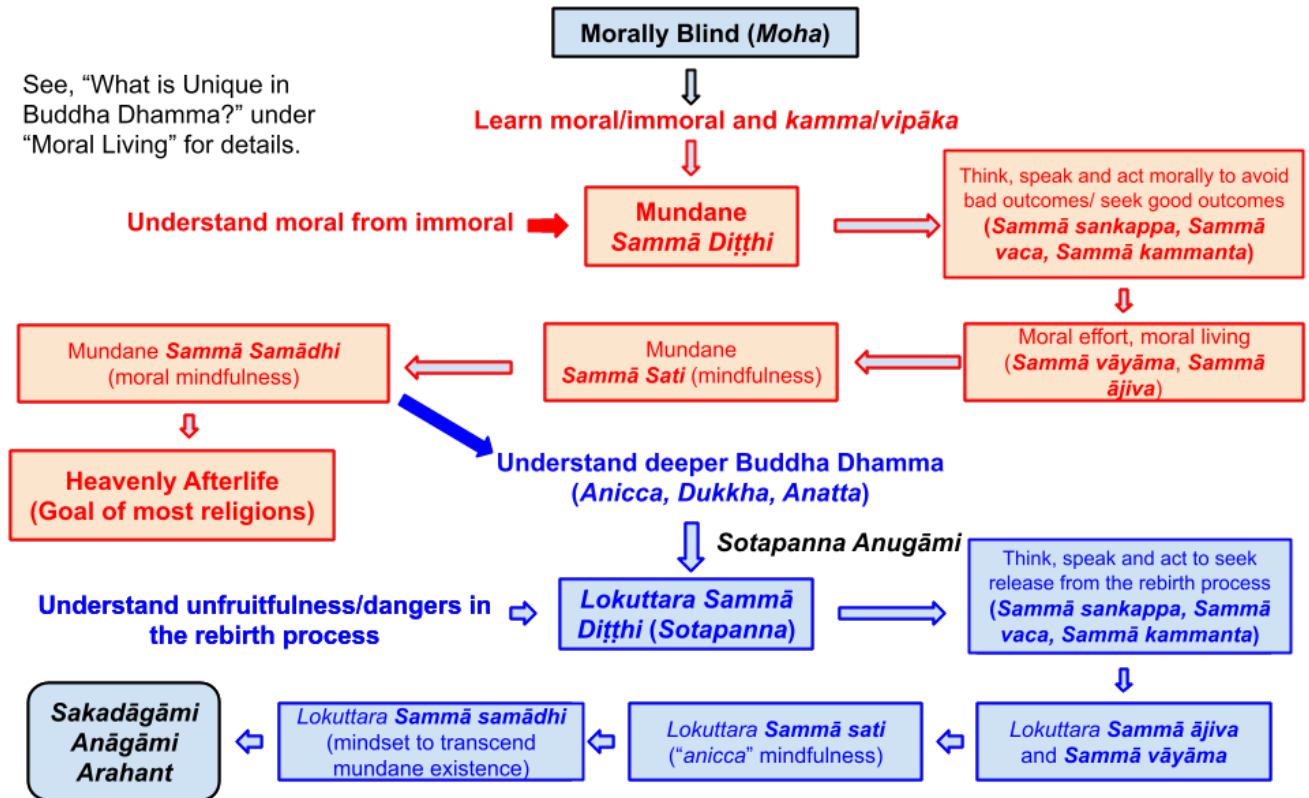 Morally Blind (Moha)
See, “What is Unique in
Buddha Dhamma?” under
“Moral Living” for details.
Learn moral/immoral and kamma/vipāka
Understand moral from immoral
Mundane
Sammā Diṭṭhi
Think, speak and act morally to avoid
bad outcomes/ seek good outcomes
(Sammā sankappa, Sammā
vaca, Sammā kammanta)
Moral effort, moral living
(Sammā vāyāma, Sammā
ājiva)
Mundane
Sammā Sati (mindfulness)
Mundane Sammā Samādhi
(moral mindfulness)
Heavenly Afterlife
(Goal of most religions)
Understand deeper Buddha Dhamma
(Anicca, Dukkha, Anatta)
Sotapanna Anugāmi
Understand unfruitfulness/dangers in
the rebirth process
Lokuttara Sammā
Diṭṭhi (Sotapanna)
Think, speak and act to seek
release from the rebirth process
(Sammā sankappa, Sammā
vaca, Sammā kammanta)
Lokuttara Sammā ājiva
and Sammā vāyāma
Lokuttara Sammā sati
(“anicca” mindfulness)
Lokuttara Sammā samādhi
(mindset to transcend
mundane existence)
Sakadāgāmi
Anāgāmi
Arahant